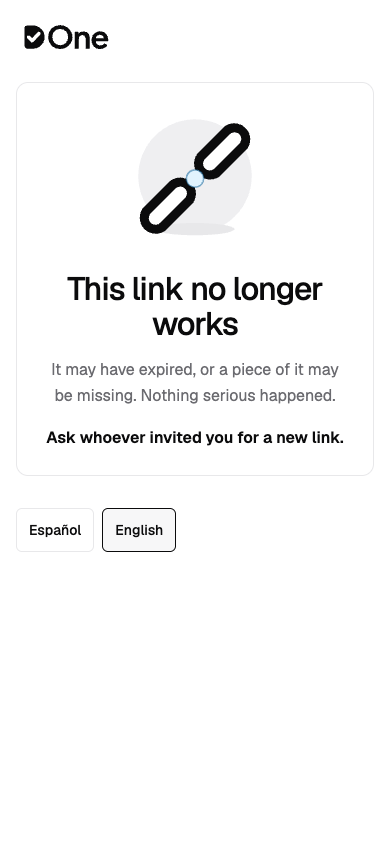 One
This link no longer
works
It may have expired, or a piece of it may
be missing. Nothing serious happened.
Ask whoever invited you for a new link.
Español
English